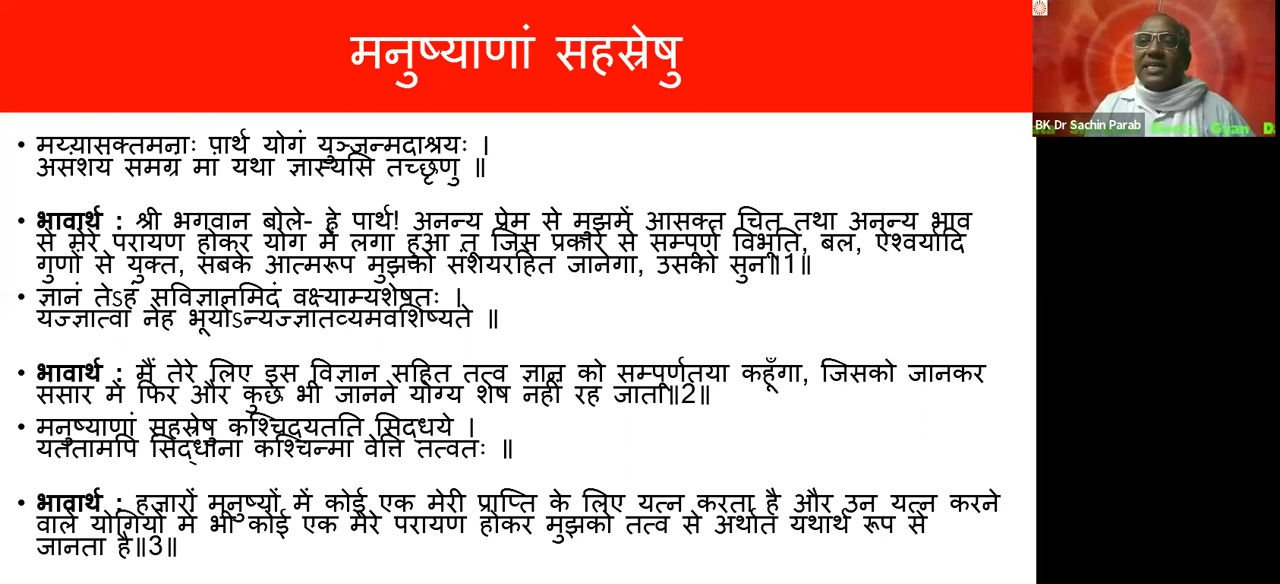 मनुष्याणां सहस्रेषु
BK Dr Sachin Parab
Gyan D
• मय्यासक्तमनाः पार्थ योगं युञ्जन्मदाश्रयः ।
असंशयं समग्रं मां यथा ज्ञास्यसि तच्छृणु ॥
• भावार्थ : श्री भगवान बोले- हे पार्थ! अनन्य प्रेम से मुझमें आसक्त चित तथा अनन्य भाव
से मेरे परायण होकर योग में लगा हुआ तू जिस प्रकार से सम्पूर्ण विभूति, बल, ऐश्वर्यादि
गुणों से युक्त, सबके आत्मरूप मुझको संशयरहित जानेगा, उसको सुन॥1॥
• ज्ञानं तेऽहं सविज्ञानमिदं वक्ष्याम्यशेषतः ।
यज्ज्ञात्वा नेह भूयोऽन्यज्ज्ञातव्यमवशिष्यते ॥
• भावार्थ : मैं तेरे लिए इस विज्ञान सहित तत्व ज्ञान को सम्पूर्णतया कहूँगा, जिसको जानकर
संसार में फिर और कुछ भी जानने योग्य शेष नहीं रह जाता॥2॥
• मनुष्याणां सहस्रेषु कश्चिद्यतति सिद्धये ।
यततामपि सिद्धानां कश्चिन्मां वेत्ति तत्वतः ॥
• भावार्थ : हजारों मनुष्यों में कोई एक मेरी प्राप्ति के लिए यत्न करता है और उन यत्न करने
वाले योगियों में भी कोई एक मेरे परायण होकर मुझको तत्व से अर्थात यथार्थ रूप से
जानता है॥3॥